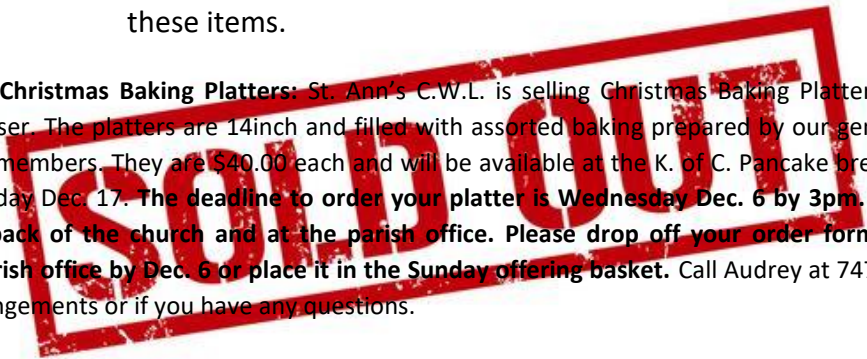 these items.
Christmas Baking Platters: St. Ann's C.W.L. is selling Christmas Baking Platter
ser. The platters are 14inch and filled with assorted baking prepared by our gen
members. They are $40.00 each and will be available at the K. of C. Pancake bre
day Dec. 17. The deadline to order your platter is Wednesday Dec. 6 by 3pm.
back of the church and at the parish office. Please drop off your order form
rish office by Dec. 6 or place it in the Sunday offering basket. Call Audrey at 747
ngements or if you have any questions.
SOLD OUT